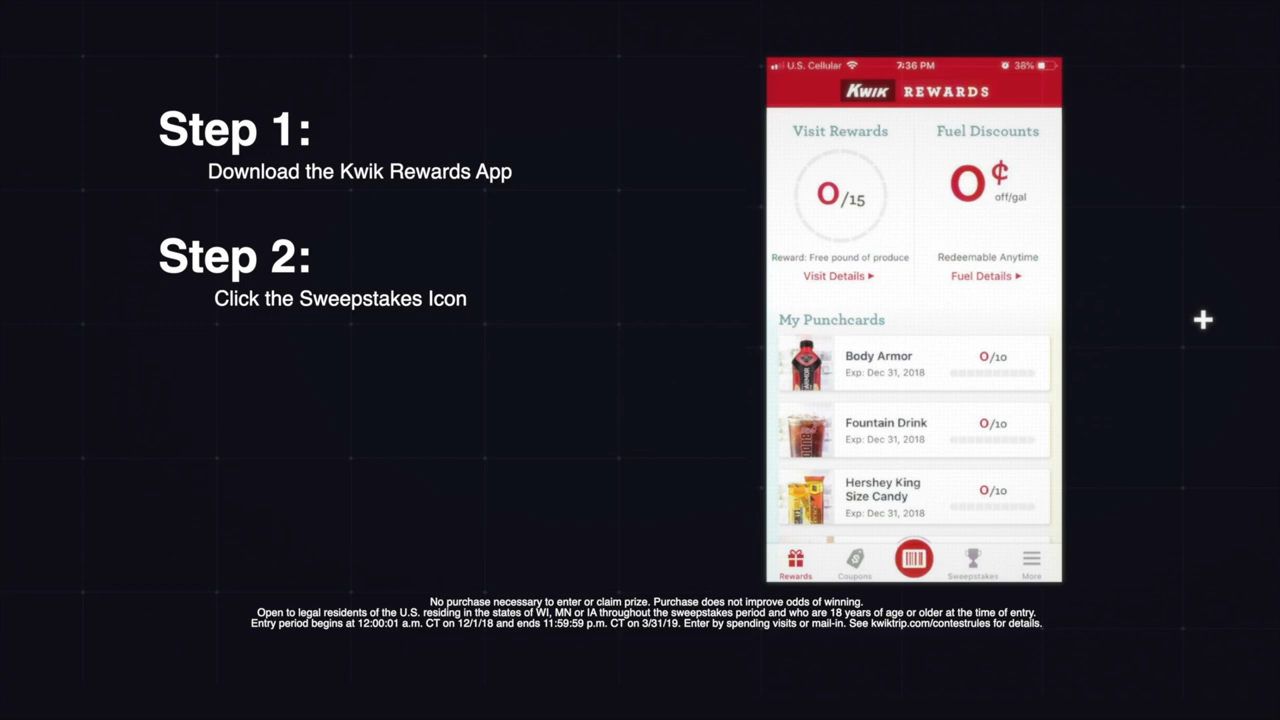 Step 1:
Download the Kwik Rewards App
Step 2:
Click the Sweepstakes Icon
U.S. Cellular 7:36 PM 38%
KWIK REWARDS
Visit Rewards
0/15
Reward: Free pound of produce
Visit Details ▶
Fuel Discounts
0¢ off/gal
Redeemable Anytime
Fuel Details ▶
My Punchcards
Body Armor
Exp: Dec 31, 2018
0/10
ARMOR
Fountain Drink
Exp: Dec 31, 2018
0/10
Hershey King
Size Candy
Exp: Dec 31, 2018
0/10
Rewards Coupons Sweepstakes More
No purchase necessary to enter or claim prize. Purchase does not improve odds of winning.
Open to legal residents of the U.S. residing in the states of WI, MN or IA throughout the sweepstakes period and who are 18 years of age or older at the time of entry.
Entry period begins at 12:00:01 a.m. CT on 12/1/18 and ends 11:59:59 p.m. CT on 3/31/19. Enter by spending visits or mail-in. See kwiktrip.com/contestrules for details.